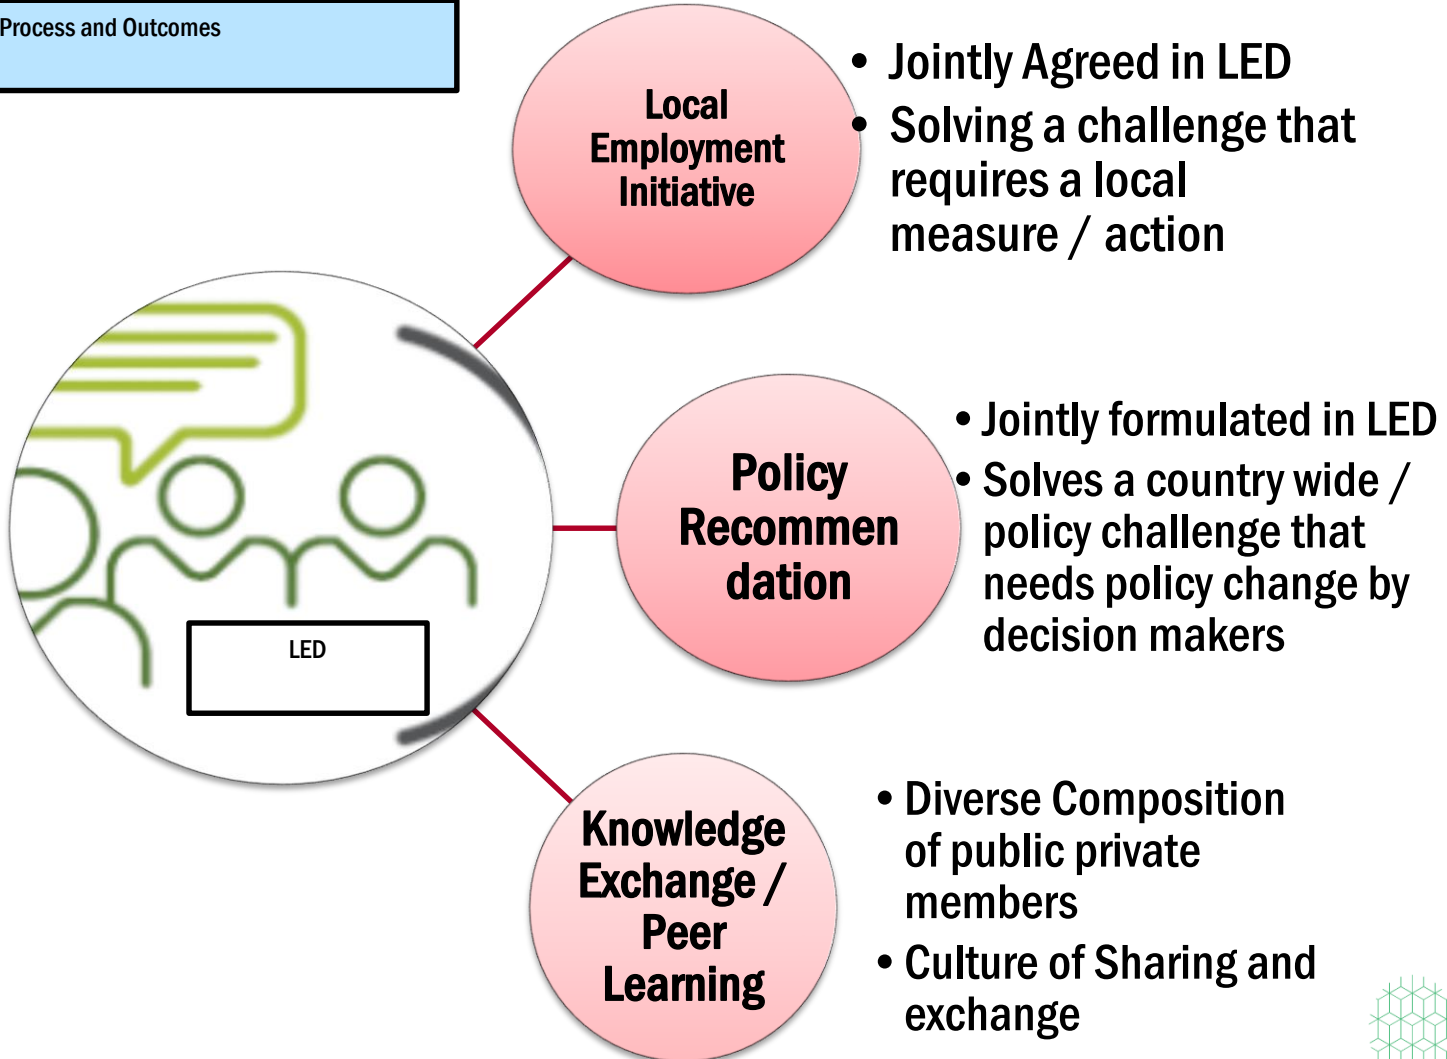 Process and Outcomes
Local
Employment
Initiative
• Jointly Agreed in LED
• Solving a challenge that
requires a local
measure / action
LED
Policy
Recommen
dation
• Jointly formulated in LED
• Solves a country wide /
policy challenge that
needs policy change by
decision makers
Knowledge
Exchange /
Peer
Learning
• Diverse Composition
of public private
members
• Culture of Sharing and
exchange